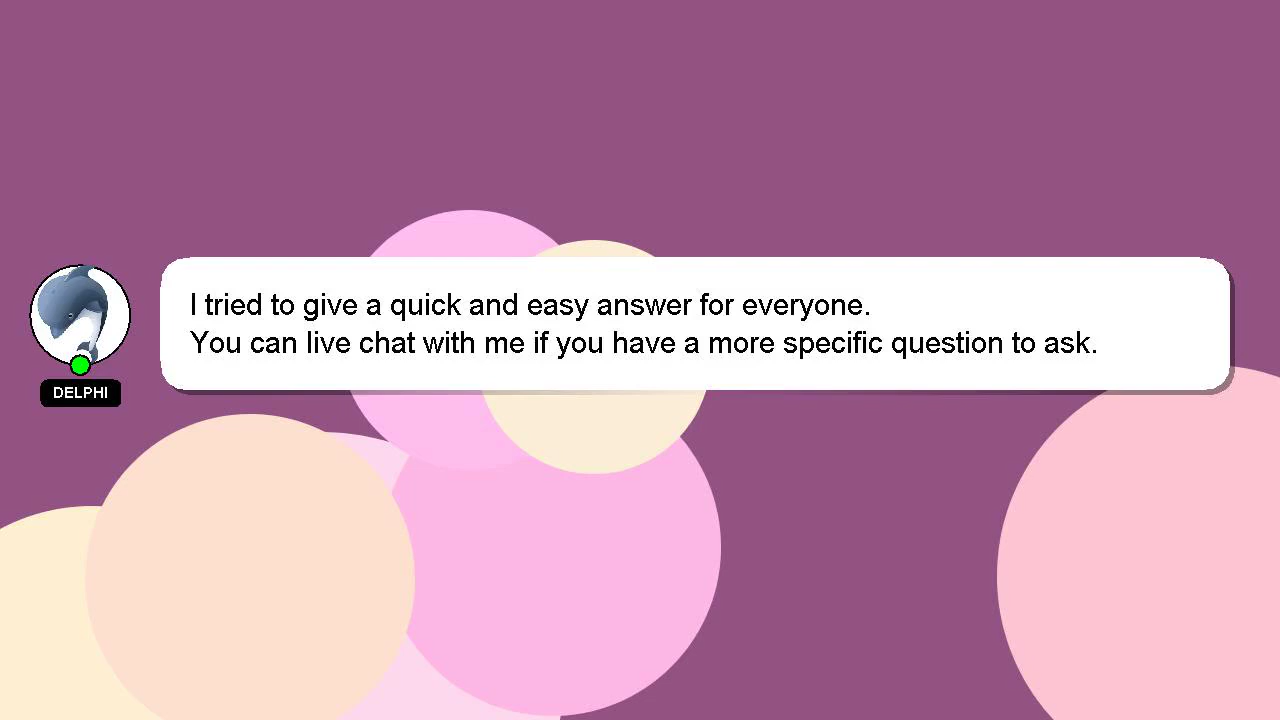 I tried to give a quick and easy answer for everyone.
You can live chat with me if you have a more specific question to ask.
DELPHI